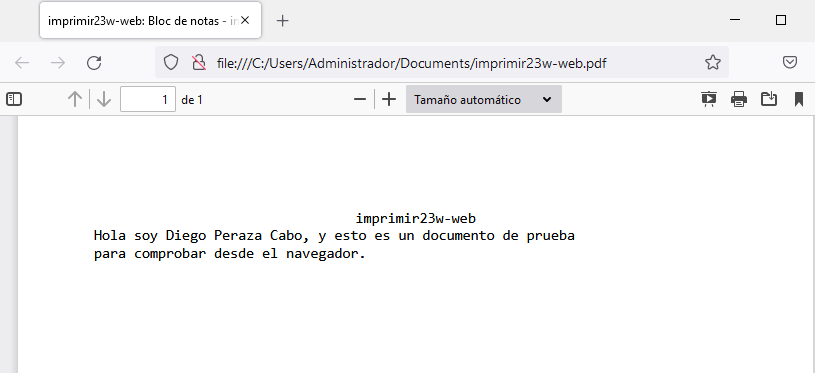 imprimir23w-web: Bloc de notas - i
file:///C:/Users/Administrador/Documents/imprimir23w-web.pdf
1 de 1 Tamaño automático
imprimir23w-web
Hola soy Diego Peraza Cabo, y esto es un documento de prueba
para comprobar desde el navegador.